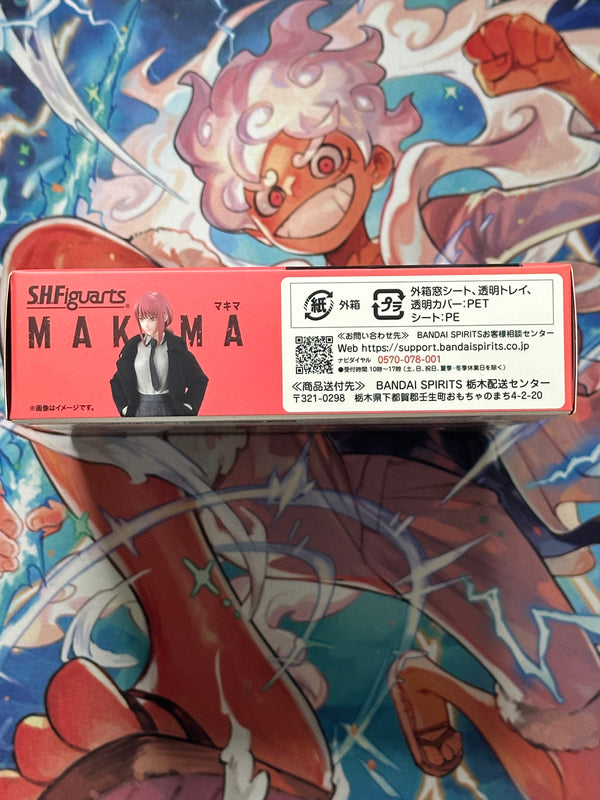 S.H.Figuarts®
マキマ
MAKIMA
※画像はイメージです。
紙 外箱
プラ 外箱窓シート、透明トレイ、
透明カバー:PET
シート:PE
≪お問い合わせ先≫ BANDAI SPIRITSお客様相談センター
Web https://support.bandaispirits.co.jp
ナビダイヤル 0570-078-001
●受付時間 10時~17時(土、日、祝日、夏季・冬季休業日を除く)
≪商品送付先≫ BANDAI SPIRITS 栃木配送センター
〒321-0298 栃木県下都賀郡壬生町おもちゃのまち4-2-20